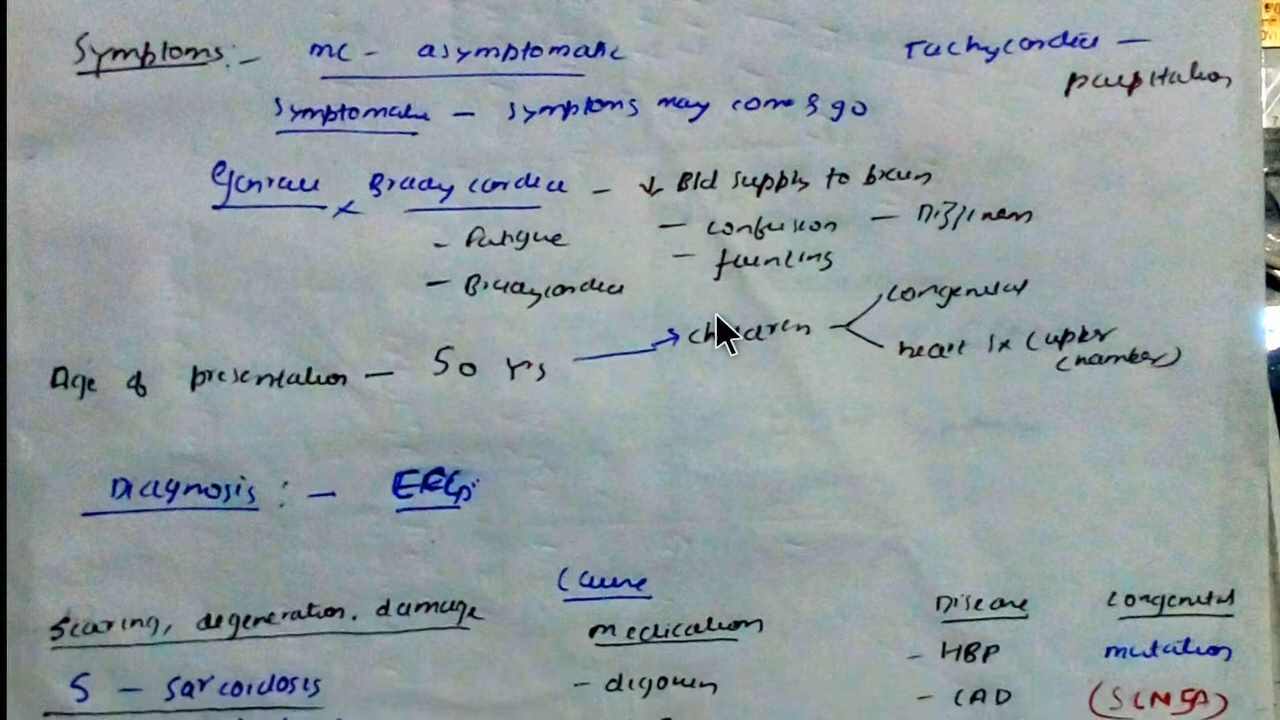 Symptoms:- mc - asymptomatic
Tachycardia -
palpitation
Symptomatic - symptoms may come & go
Bradycardia - ↓ Bld supply to brain
- Fatigue
- confusion - Dizziness
- Bradycardia
- fainting
Age of presentation - 50 yrs → children
congenital
heart Sx (upper
chamber)
Diagnosis :- ECG
Cause
Scaring, degeneration, damage
medication
Disease
congenital
- HBP
mutation
S - sarcoidosis
- digoxin
- CAD
(SCN5A)